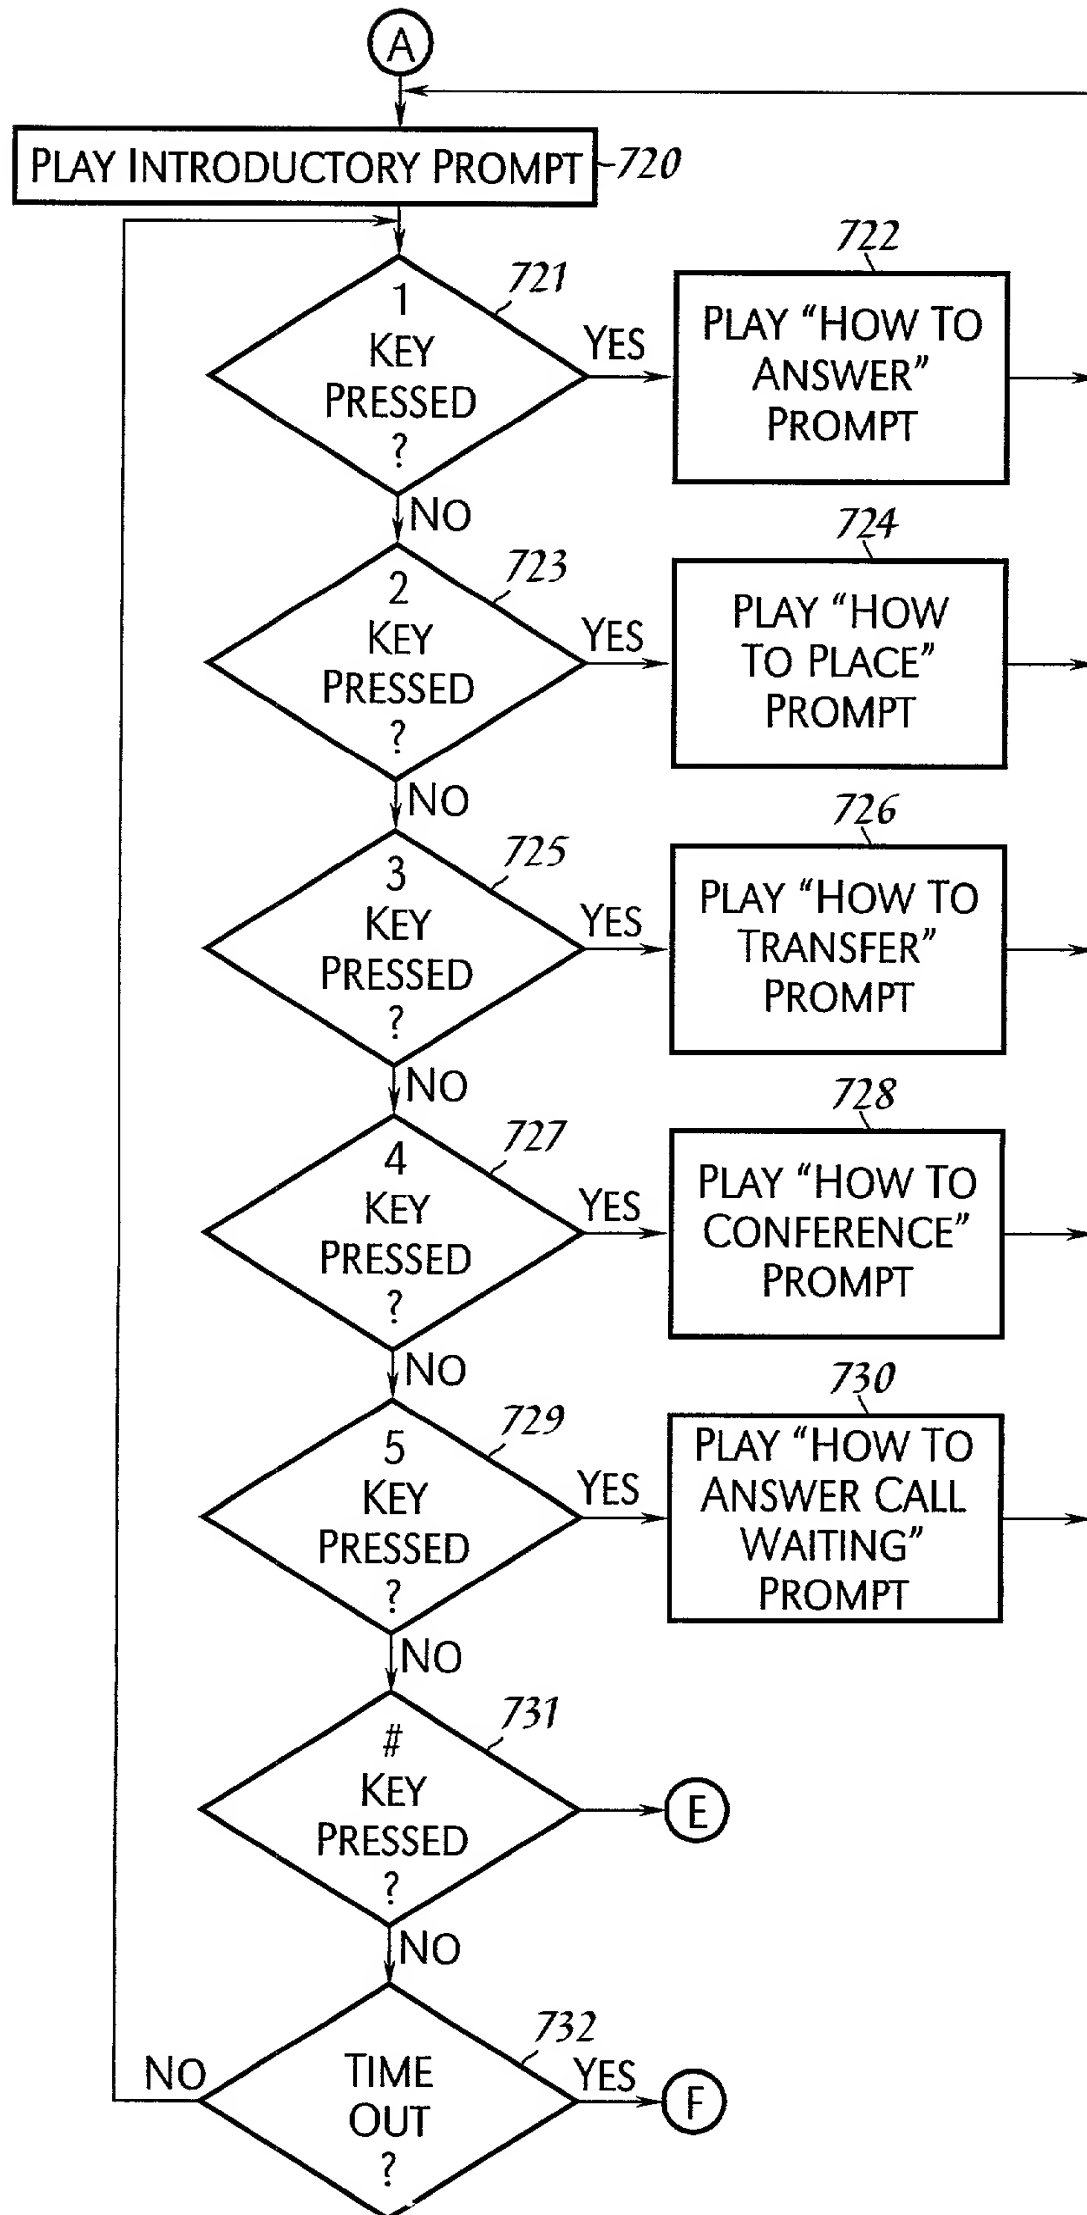 A
PLAY INTRODUCTORY PROMPT
720
721
1
KEY
PRESSED
?
YES
722
PLAY “HOW TO
ANSWER”
PROMPT
NO
723
2
KEY
PRESSED
?
YES
724
PLAY “HOW
TO PLACE”
PROMPT
NO
725
3
KEY
PRESSED
?
YES
726
PLAY “HOW TO
TRANSFER”
PROMPT
NO
727
4
KEY
PRESSED
?
YES
728
PLAY “HOW TO
CONFERENCE”
PROMPT
NO
729
5
KEY
PRESSED
?
YES
730
PLAY “HOW TO
ANSWER CALL
WAITING”
PROMPT
NO
731
#
KEY
PRESSED
?
E
NO
732
TIME
OUT
?
NO
YES
F